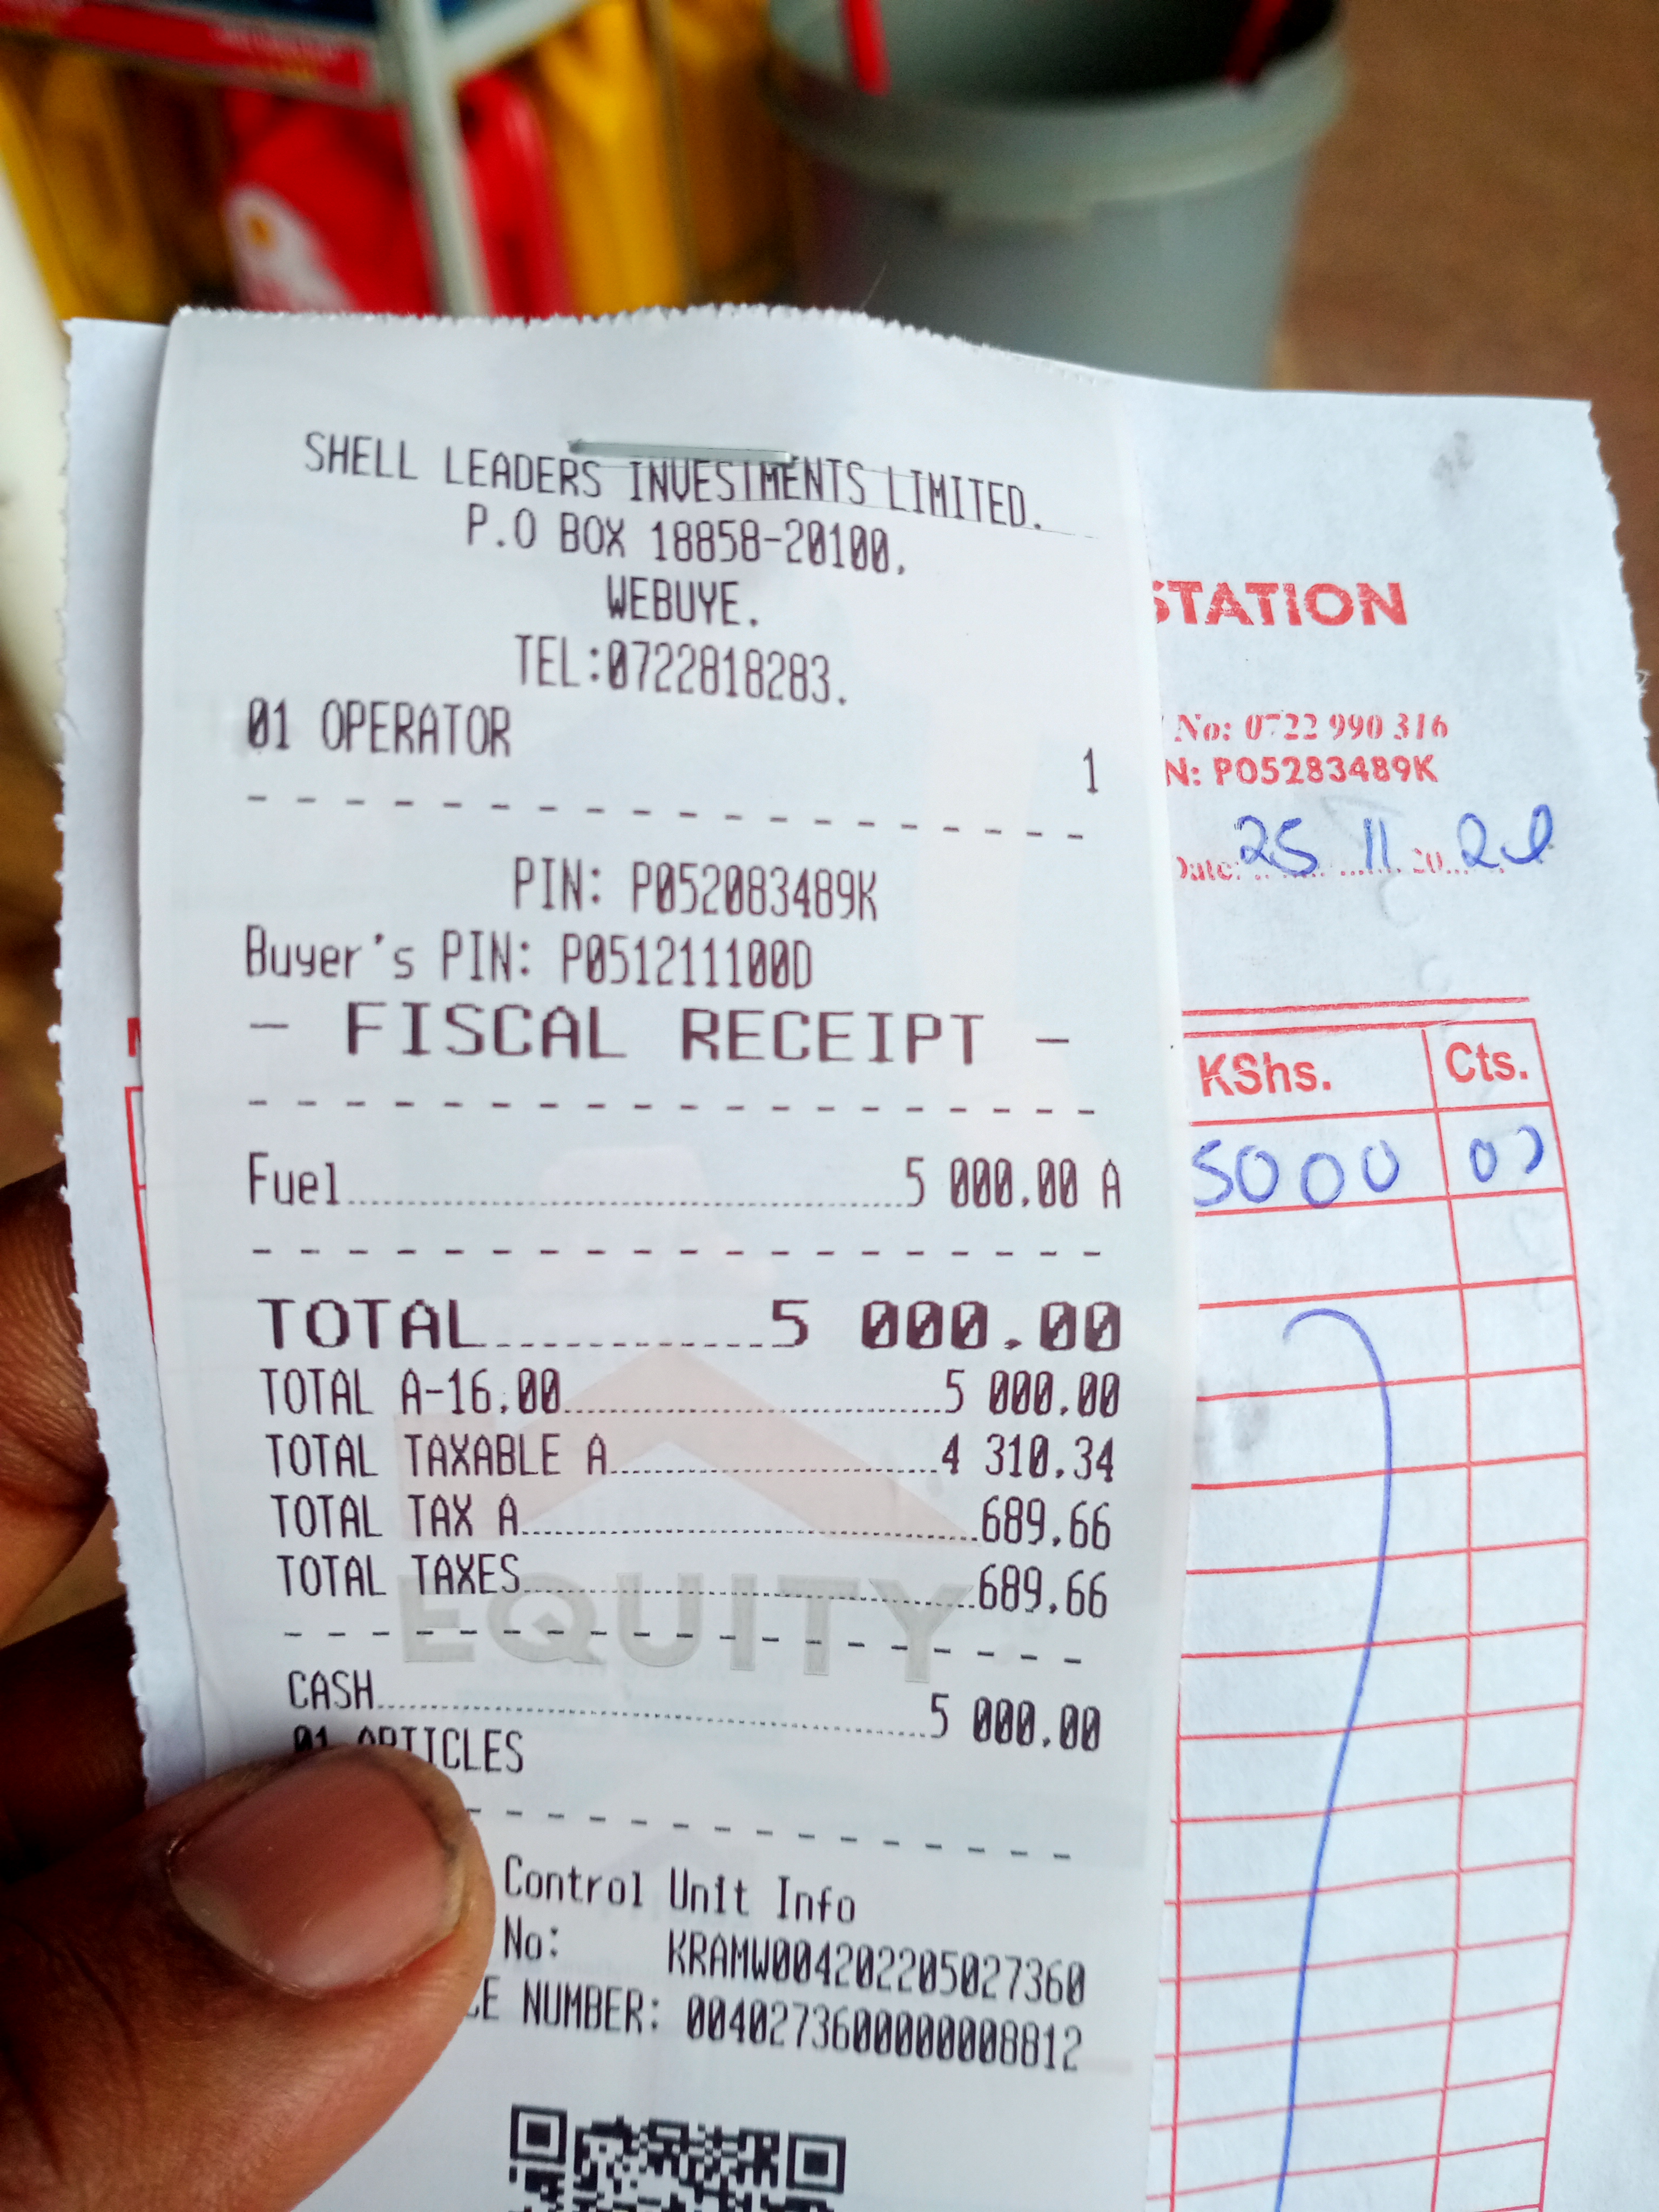 SHELL LEADERS INVESTMENTS LIMITED.
P.O BOX 18858-20100.
WEBUYE.
TEL:0722818283.
01 OPERATOR
1
PIN: P052083489K
Buyer's PIN: P051211100D
- FISCAL RECEIPT -
Fuel 5 000.00 A
TOTAL 5 000.00
TOTAL A-16.00 5 000.00
TOTAL TAXABLE A 4 310.34
TOTAL TAX A 689.66
TOTAL TAXES 689.66
EQUITY
CASH 5 000.00
01 ARTICLES
Control Unit Info
No: KRAMW004202205027360
NUMBER: 0040273600000008812
STATION
No: 0722 990 316
N: P05283489K
Date: 25 11 20
KShs. Cts.
5000 00